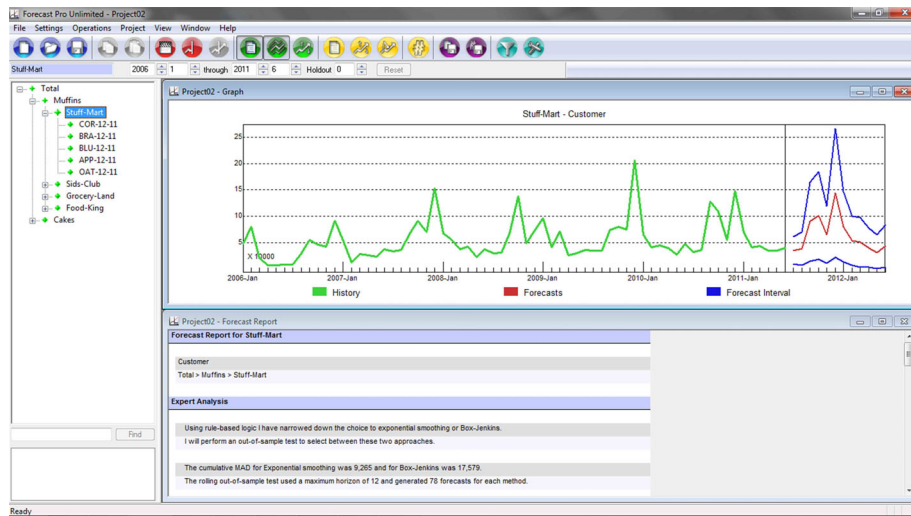 Forecast Pro Unlimited - Project02
File Settings Operations Project View Window Help
Stuff-Mart 2006 1 through 2011 6 Holdout 0 Reset
Total
Muffins
Stuff-Mart
COR-12-11
BRA-12-11
BLU-12-11
APP-12-11
OAT-12-11
Sids-Club
Grocery-Land
Food-King
Cakes
Find
Project02 - Graph
Stuff-Mart - Customer
25
20
15
10
5
X 10000
2006-Jan 2007-Jan 2008-Jan 2009-Jan 2010-Jan 2011-Jan 2012-Jan
History Forecasts Forecast Interval
Project02 - Forecast Report
Forecast Report for Stuff-Mart
Customer
Total > Muffins > Stuff-Mart
Expert Analysis
Using rule-based logic I have narrowed down the choice to exponential smoothing or Box-Jenkins.
I will perform an out-of-sample test to select between these two approaches.
The cumulative MAD for Exponential smoothing was 9,265 and for Box-Jenkins was 17,579.
The rolling out-of-sample test used a maximum horizon of 12 and generated 78 forecasts for each method.
Ready